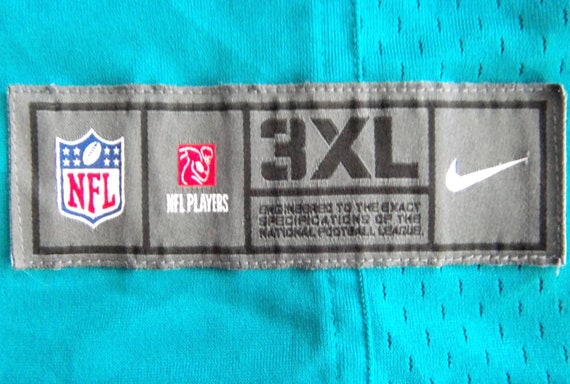 NFL
NFL PLAYERS
3XL
ENGINEERED TO THE EXACT
SPECIFICATIONS OF THE
NATIONAL FOOTBALL LEAGUE.